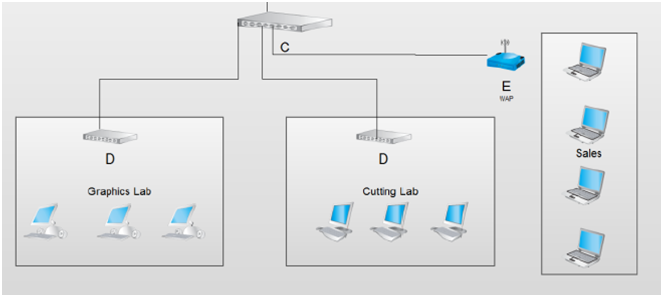 C
E
WAP
D
D
Sales
Graphics Lab
Cutting Lab